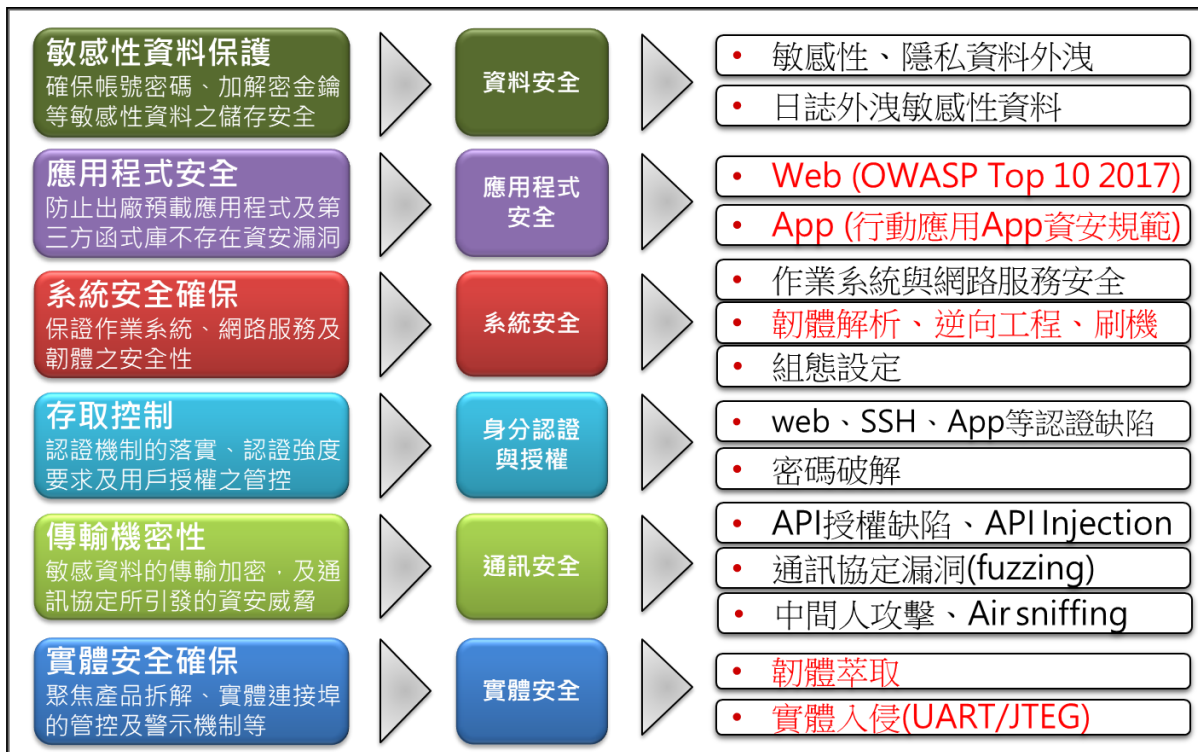 敏感性資料保護
確保帳號密碼、加解密金鑰
等敏感性資料之儲存安全
資料安全
• 敏感性、隱私資料外洩
• 日誌外洩敏感性資料
應用程式安全
防止出廠預載應用程式及第
三方函式庫不存在資安漏洞
應用程式
安全
• Web (OWASP Top 10 2017)
• App (行動應用App資安規範)
系統安全確保
保證作業系統、網路服務及
韌體之安全性
系統安全
• 作業系統與網路服務安全
• 韌體解析、逆向工程、刷機
• 組態設定
存取控制
認證機制的落實、認證強度
要求及用戶授權之管控
身分認證
與授權
• web、SSH、App等認證缺陷
• 密碼破解
傳輸機密性
敏感資料的傳輸加密，及通
訊協定所引發的資安威脅
通訊安全
• API授權缺陷、API Injection
• 通訊協定漏洞(fuzzing)
• 中間人攻擊、Air sniffing
實體安全確保
聚焦產品拆解、實體連接埠
的管控及警示機制等
實體安全
• 韌體萃取
• 實體入侵(UART/JTEG)